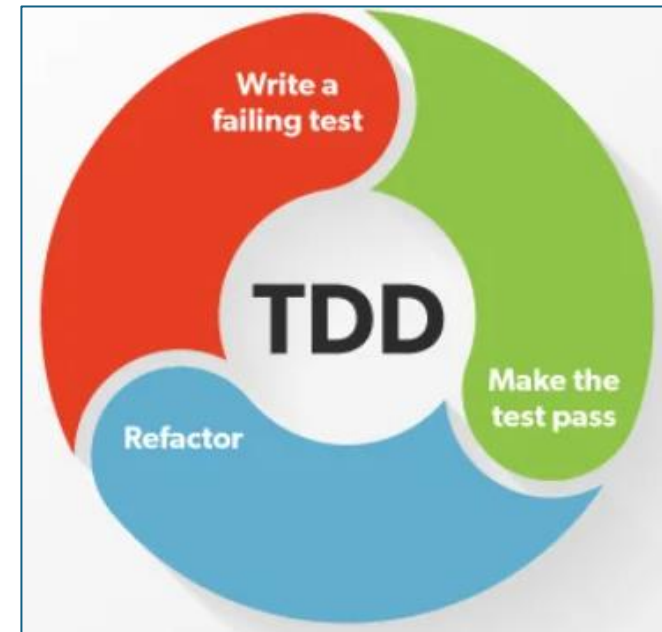 Write a
failing test
TDD
Make the
test pass
Refactor